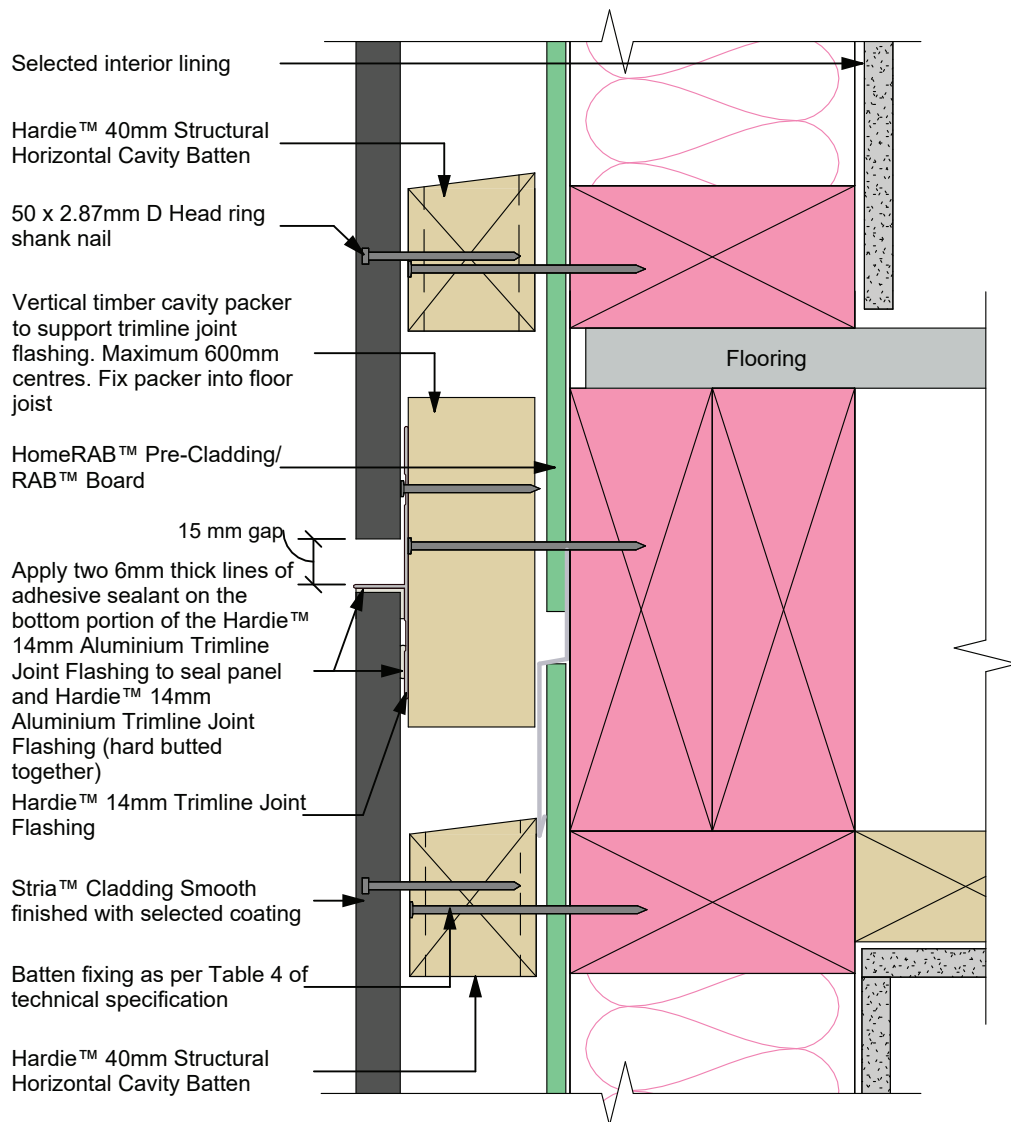 Selected interior lining
Hardie™ 40mm Structural
Horizontal Cavity Batten
50 x 2.87mm D Head ring
shank nail
Vertical timber cavity packer
to support trimline joint
flashing. Maximum 600mm
centres. Fix packer into floor
joist
Flooring
HomeRAB™ Pre-Cladding/
RAB™ Board
15 mm gap
Apply two 6mm thick lines of
adhesive sealant on the
bottom portion of the Hardie™
14mm Aluminium Trimline
Joint Flashing to seal panel
and Hardie™ 14mm
Aluminium Trimline Joint
Flashing (hard butted
together)
Hardie™ 14mm Trimline Joint
Flashing
Stria™ Cladding Smooth
finished with selected coating
Batten fixing as per Table 4 of
technical specification
Hardie™ 40mm Structural
Horizontal Cavity Batten